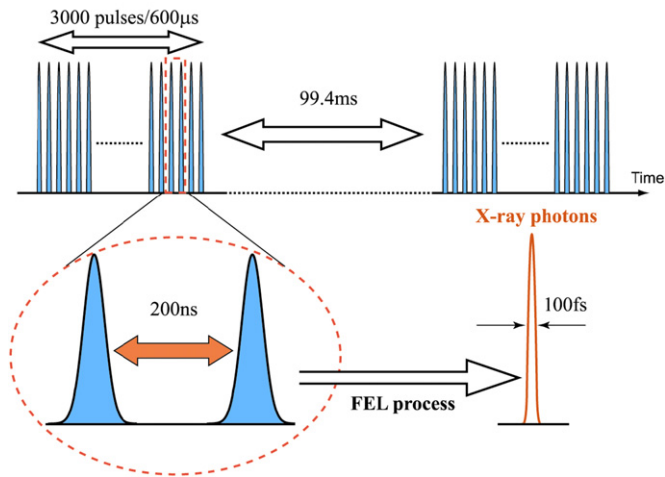 3000 pulses/600μs
99.4ms
Time
X-ray photons
200ns
100fs
FEL process